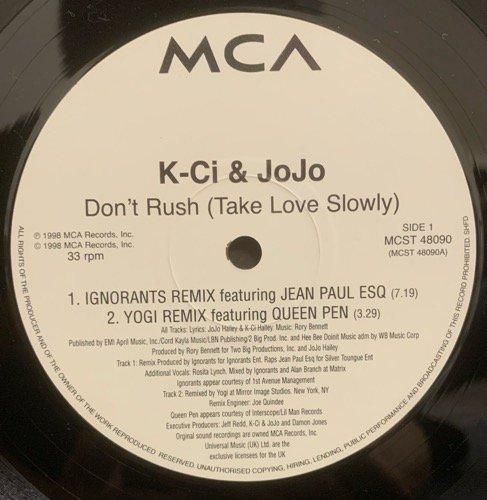 MCA
K-Ci & JoJo
Don't Rush (Take Love Slowly)
℗ 1998 MCA Records, Inc.
© 1998 MCA Records, Inc.
33 rpm
SIDE 1
MCST 48090
(MCST 48090A)
1. IGNORANTS REMIX featuring JEAN PAUL ESQ (7.19)
2. YOGI REMIX featuring QUEEN PEN (3.29)
All Tracks: Lyrics: JoJo Hailey & K-Ci Hailey. Music: Rory Bennett
Published by EMI April Music, Inc./Cord Kayla Music/LBN Publishing/2 Big Prod. Inc. and Hee Bee Doinit Music adm by WB Music Corp
Produced by Rory Bennett for Two Big Productions, Inc. and JoJo Hailey
Track 1: Remix Produced by Ignorants for Ignorants Ent. Raps Jean Paul Esq for Silver Toungue Ent
Additional Vocals: Rosita Lynch. Mixed by Ignorants and Alan Branch at Matrix
Ignorants appear courtesy of 1st Avenue Management
Track 2: Remixed by Yogi at Mirror Image Studios. New York, NY
Remix Engineer: Joe Quindee
Queen Pen appears courtesy of Interscope/Lil Man Records
Executive Producers: Jeff Redd, K-Ci & JoJo and Damon Jones
Orginal sound recordings are owned MCA Records, Inc.
Universal Music (UK) Ltd. are the
exclusive licensees for the UK
ALL RIGHTS OF THE PRODUCER AND OF THE OWNER OF THE WORK REPRODUCED RESERVED. UNAUTHORISED COPYING, HIRING, LENDING, PUBLIC PERFORMANCE AND BROADCASTING OF THIS RECORD PROHIBITED. SHFD